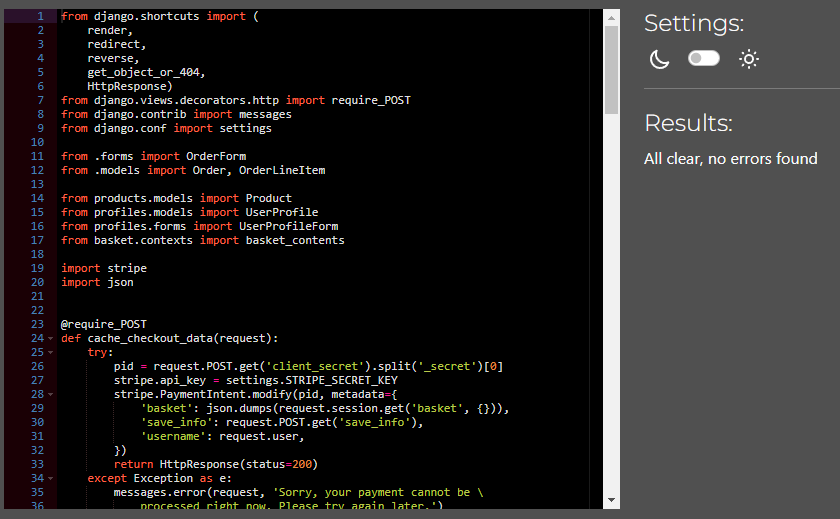 1 from django.shortcuts import (
2     render,
3     redirect,
4     reverse,
5     get_object_or_404,
6     HttpResponse)
7 from django.views.decorators.http import require_POST
8 from django.contrib import messages
9 from django.conf import settings
10
11 from .forms import OrderForm
12 from .models import Order, OrderLineItem
13
14 from products.models import Product
15 from profiles.models import UserProfile
16 from profiles.forms import UserProfileForm
17 from basket.contexts import basket_contents
18
19 import stripe
20 import json
21
22
23 @require_POST
24 def cache_checkout_data(request):
25     try:
26         pid = request.POST.get('client_secret').split('_secret')[0]
27         stripe.api_key = settings.STRIPE_SECRET_KEY
28         stripe.PaymentIntent.modify(pid, metadata={
29             'basket': json.dumps(request.session.get('basket', {})),
30             'save_info': request.POST.get('save_info'),
31             'username': request.user,
32         })
33         return HttpResponse(status=200)
34     except Exception as e:
35         messages.error(request, 'Sorry, your payment cannot be \
36             processed right now. Please try again later.')
Settings:
Results:
All clear, no errors found